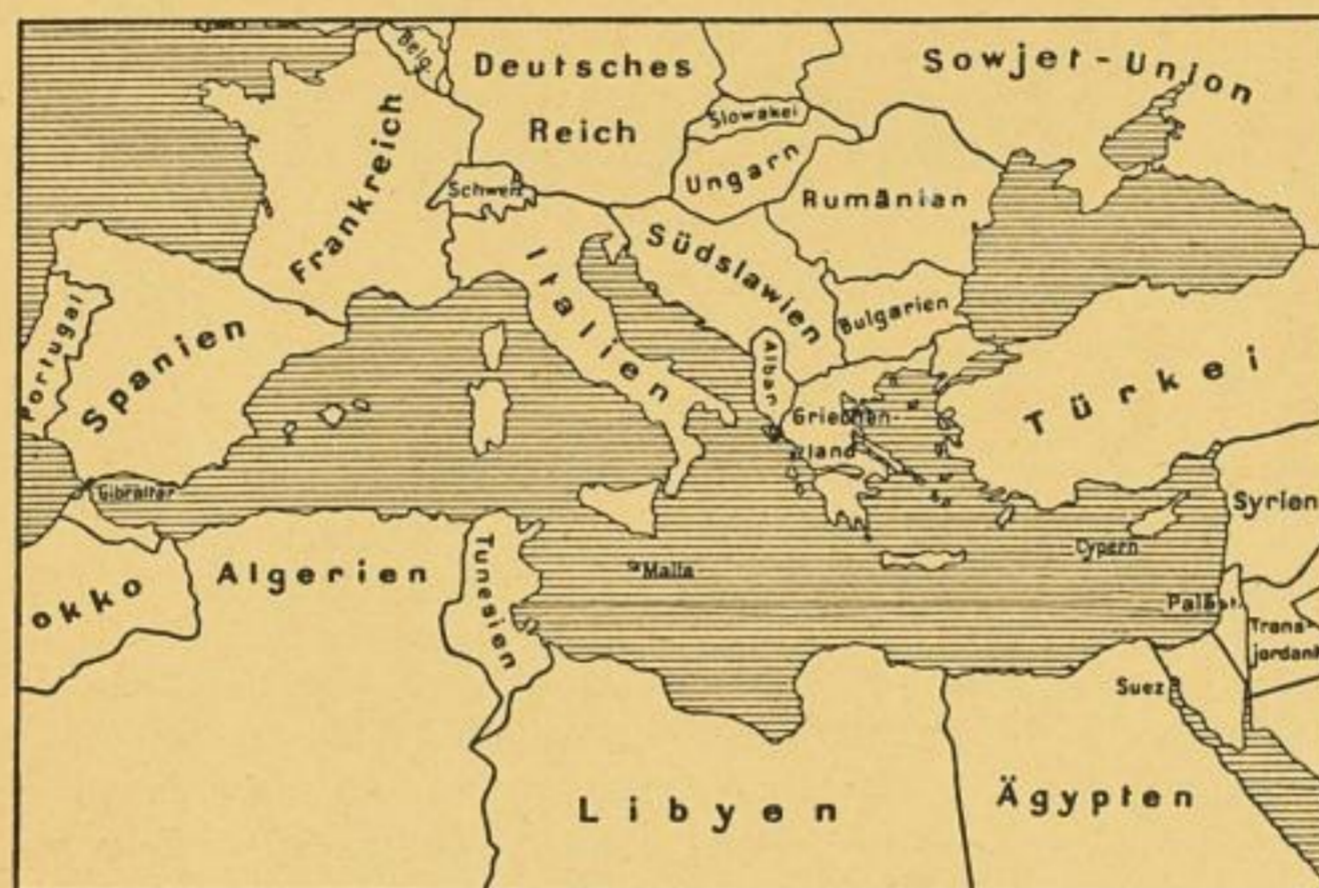 Belg.
Deutsches
Reich
Sowjet-Union
Slowakei
Ungarn
Frankreich
Schweiz
Rumänian
Italien
Südslawien
Bulgarien
Portugal
Spanien
Alban
Griechen-
land
Türkei
Gibraltar
Syrien
Cypern
Malta
okko
Algerien
Tunesien
Paläst.
Trans-
jordani
Suez
Libyen
Ägypten